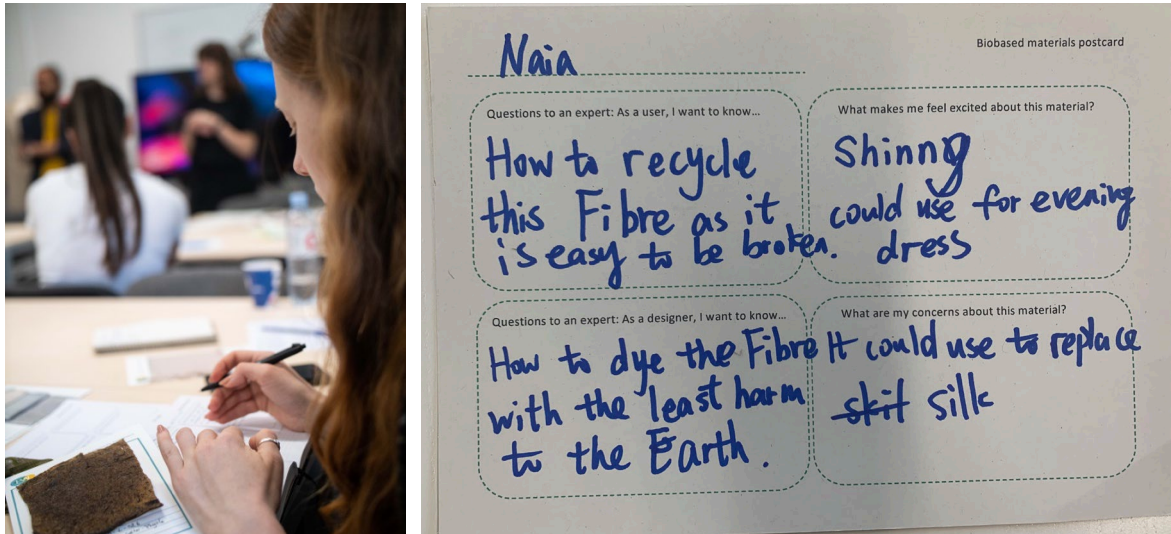 Naia
Biobased materials postcard
Questions to an expert: As a user, I want to know...
How to recycle
this Fibre as it
is easy to be broken.
What makes me feel excited about this material?
Shinny
could use for evening
dress
Questions to an expert: As a designer, I want to know...
How to dye the Fibre
with the least harm
to the Earth.
What are my concerns about this material?
It could use to replace
skit silk